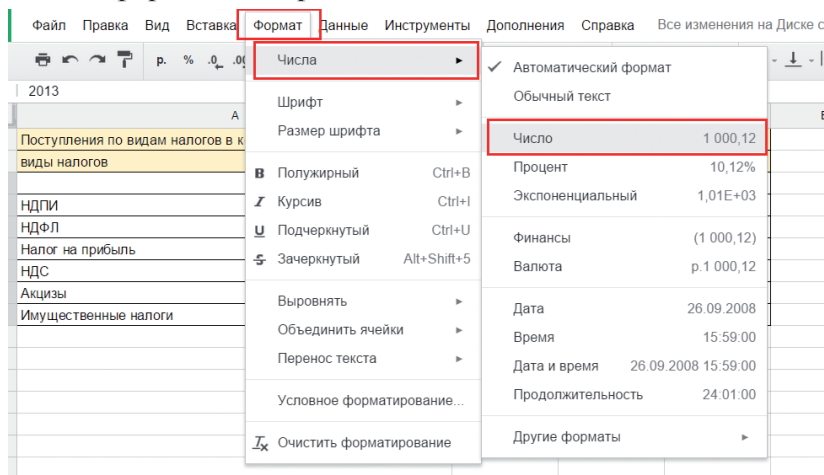 Файл Правка Вид Вставка Формат Данные Инструменты Дополнения Справка Все изменения на Диске
р. % .0 .00
2013
A
Поступления по видам налогов в
виды налогов
НДПИ
НДФЛ
Налог на прибыль
НДС
Акцизы
Имущественные налоги
Числа
Шрифт
Размер шрифта
B Полужирный Ctrl+B
I Курсив Ctrl+I
U Подчеркнутый Ctrl+U
S Зачеркнутый Alt+Shift+5
Выровнять
Объединить ячейки
Перенос текста
Условное форматирование...
Очистить форматирование
Автоматический формат
Обычный текст
Число 1 000,12
Процент 10,12%
Экспоненциальный 1,01E+03
Финансы (1 000,12)
Валюта р.1 000,12
Дата 26.09.2008
Время 15:59:00
Дата и время 26.09.2008 15:59:00
Продолжительность 24:01:00
Другие форматы